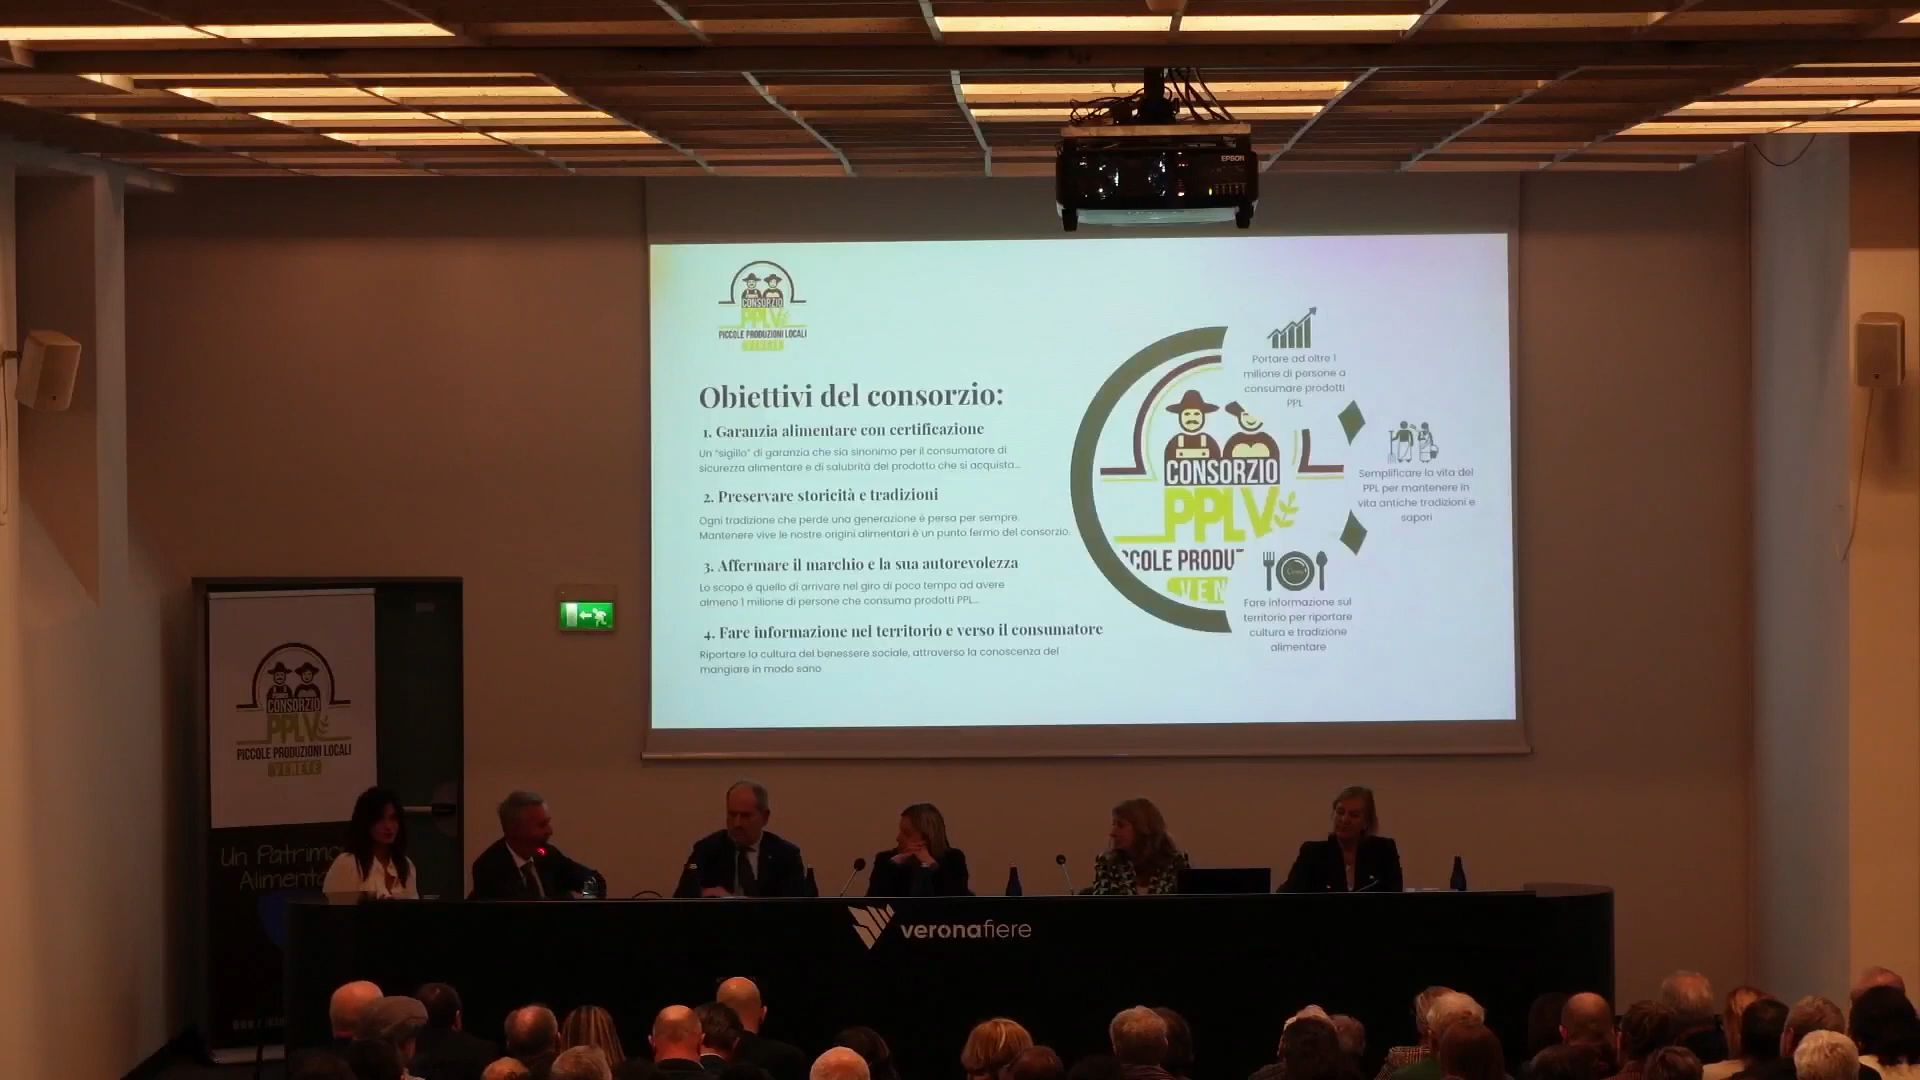 EPSON
CONSORZIO
PPLV
PICCOLE PRODUZIONI LOCALI
VENETE
Obiettivi del consorzio:
1. Garanzia alimentare con certificazione
Un "sigillo" di garanzia che sia sinonimo per il consumatore di
sicurezza alimentare e di salubrità del prodotto che si acquista...
2. Preservare storicità e tradizioni
Ogni tradizione che perde una generazione è persa per sempre.
Mantenere vive le nostre origini alimentari è un punto fermo del consorzio.
3. Affermare il marchio e la sua autorevolezza
Lo scopo è quello di arrivare nel giro di poco tempo ad avere
almeno 1 milione di persone che consuma prodotti PPL...
4. Fare informazione nel territorio e verso il consumatore
Riportare la cultura del benessere sociale, attraverso la conoscenza del
mangiare in modo sano
CONSORZIO
PPLV
COLE PRODU
VEN
Portare ad oltre 1
milione di persone a
consumare prodotti
PPL
Semplificare la vita del
PPL per mantenere in
vita antiche tradizioni e
sapori
Fare informazione sul
territorio per riportare
cultura e tradizione
alimentare
CONSORZIO
PPLV
PICCOLE PRODUZIONI LOCALI
VENETE
Un Patrimo
Alimenta
veronafiere